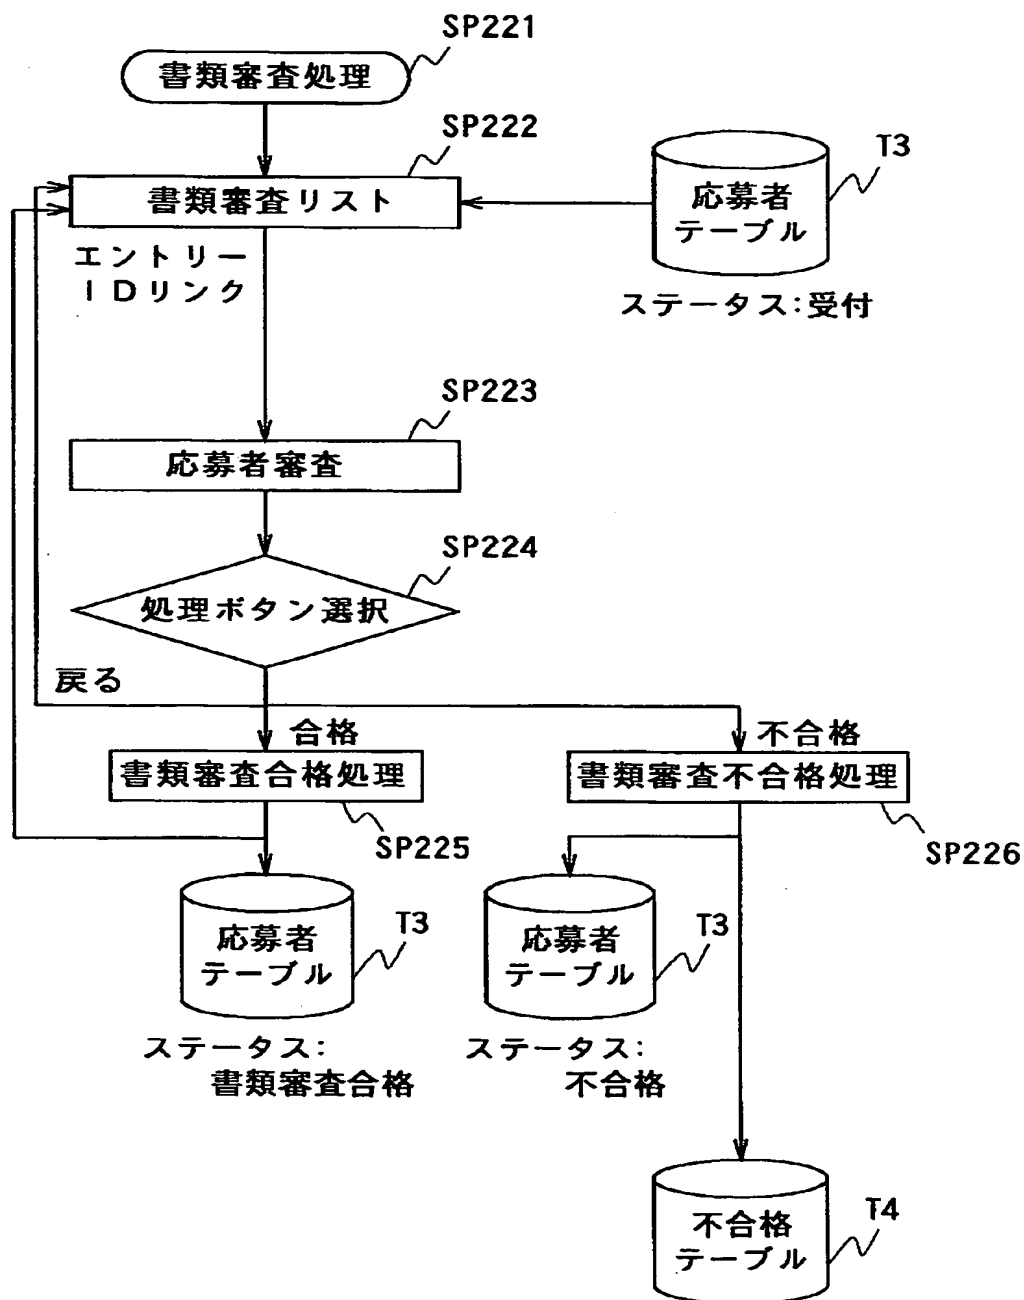 SP221
書類審査処理
SP222
書類審査リスト
T3
応募者
テーブル
エントリー
IDリンク
ステータス:受付
SP223
応募者審査
SP224
処理ボタン選択
戻る
合格
不合格
書類審査合格処理
書類審査不合格処理
SP225
SP226
応募者
テーブル
T3
応募者
テーブル
T3
ステータス:
書類審査合格
ステータス:
不合格
不合格
テーブル
T4